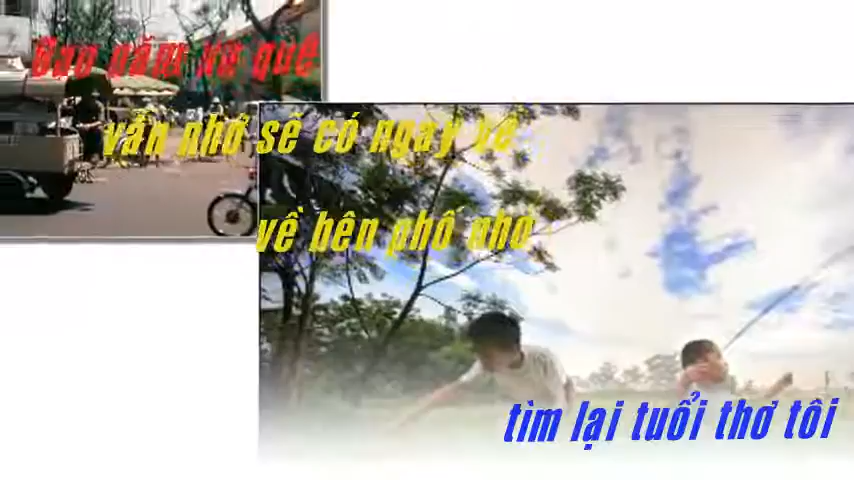 Bao năm xa quê
vẫn nhớ sẽ có ngày về
về bên phố nhỏ
tìm lại tuổi thơ tôi